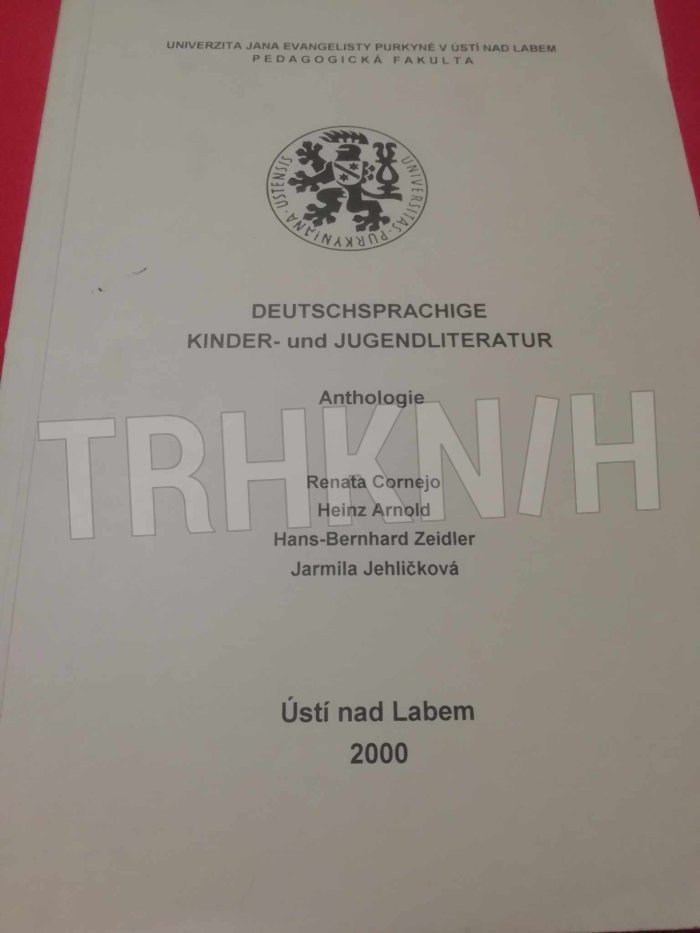 UNIVERZITA JANA EVANGELISTY PURKYNĚ V ÚSTÍ NAD LABEM
PEDAGOGICKÁ FAKULTA
UNIVERSITAS · PURKYNIANA · USTENSIS
DEUTSCHSPRACHIGE
KINDER- und JUGENDLITERATUR
Anthologie
TRHKNIH
Renata Cornejo
Heinz Arnold
Hans-Bernhard Zeidler
Jarmila Jehličková
Ústí nad Labem
2000